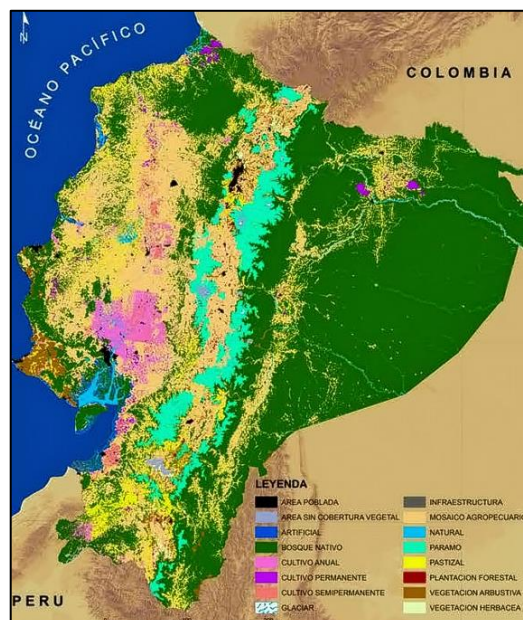 N
OCÉANO PACÍFICO
COLOMBIA
LEYENDA
AREA POBLADA
AREA SIN COBERTURA VEGETAL
ARTIFICIAL
BOSQUE NATIVO
CULTIVO ANUAL
CULTIVO PERMANENTE
CULTIVO SEMIPERMANENTE
GLACIAR
INFRAESTRUCTURA
MOSAICO AGROPECUARIO
NATURAL
PARAMO
PASTIZAL
PLANTACION FORESTAL
VEGETACION ARBUSTIVA
VEGETACION HERBACEA
PERU